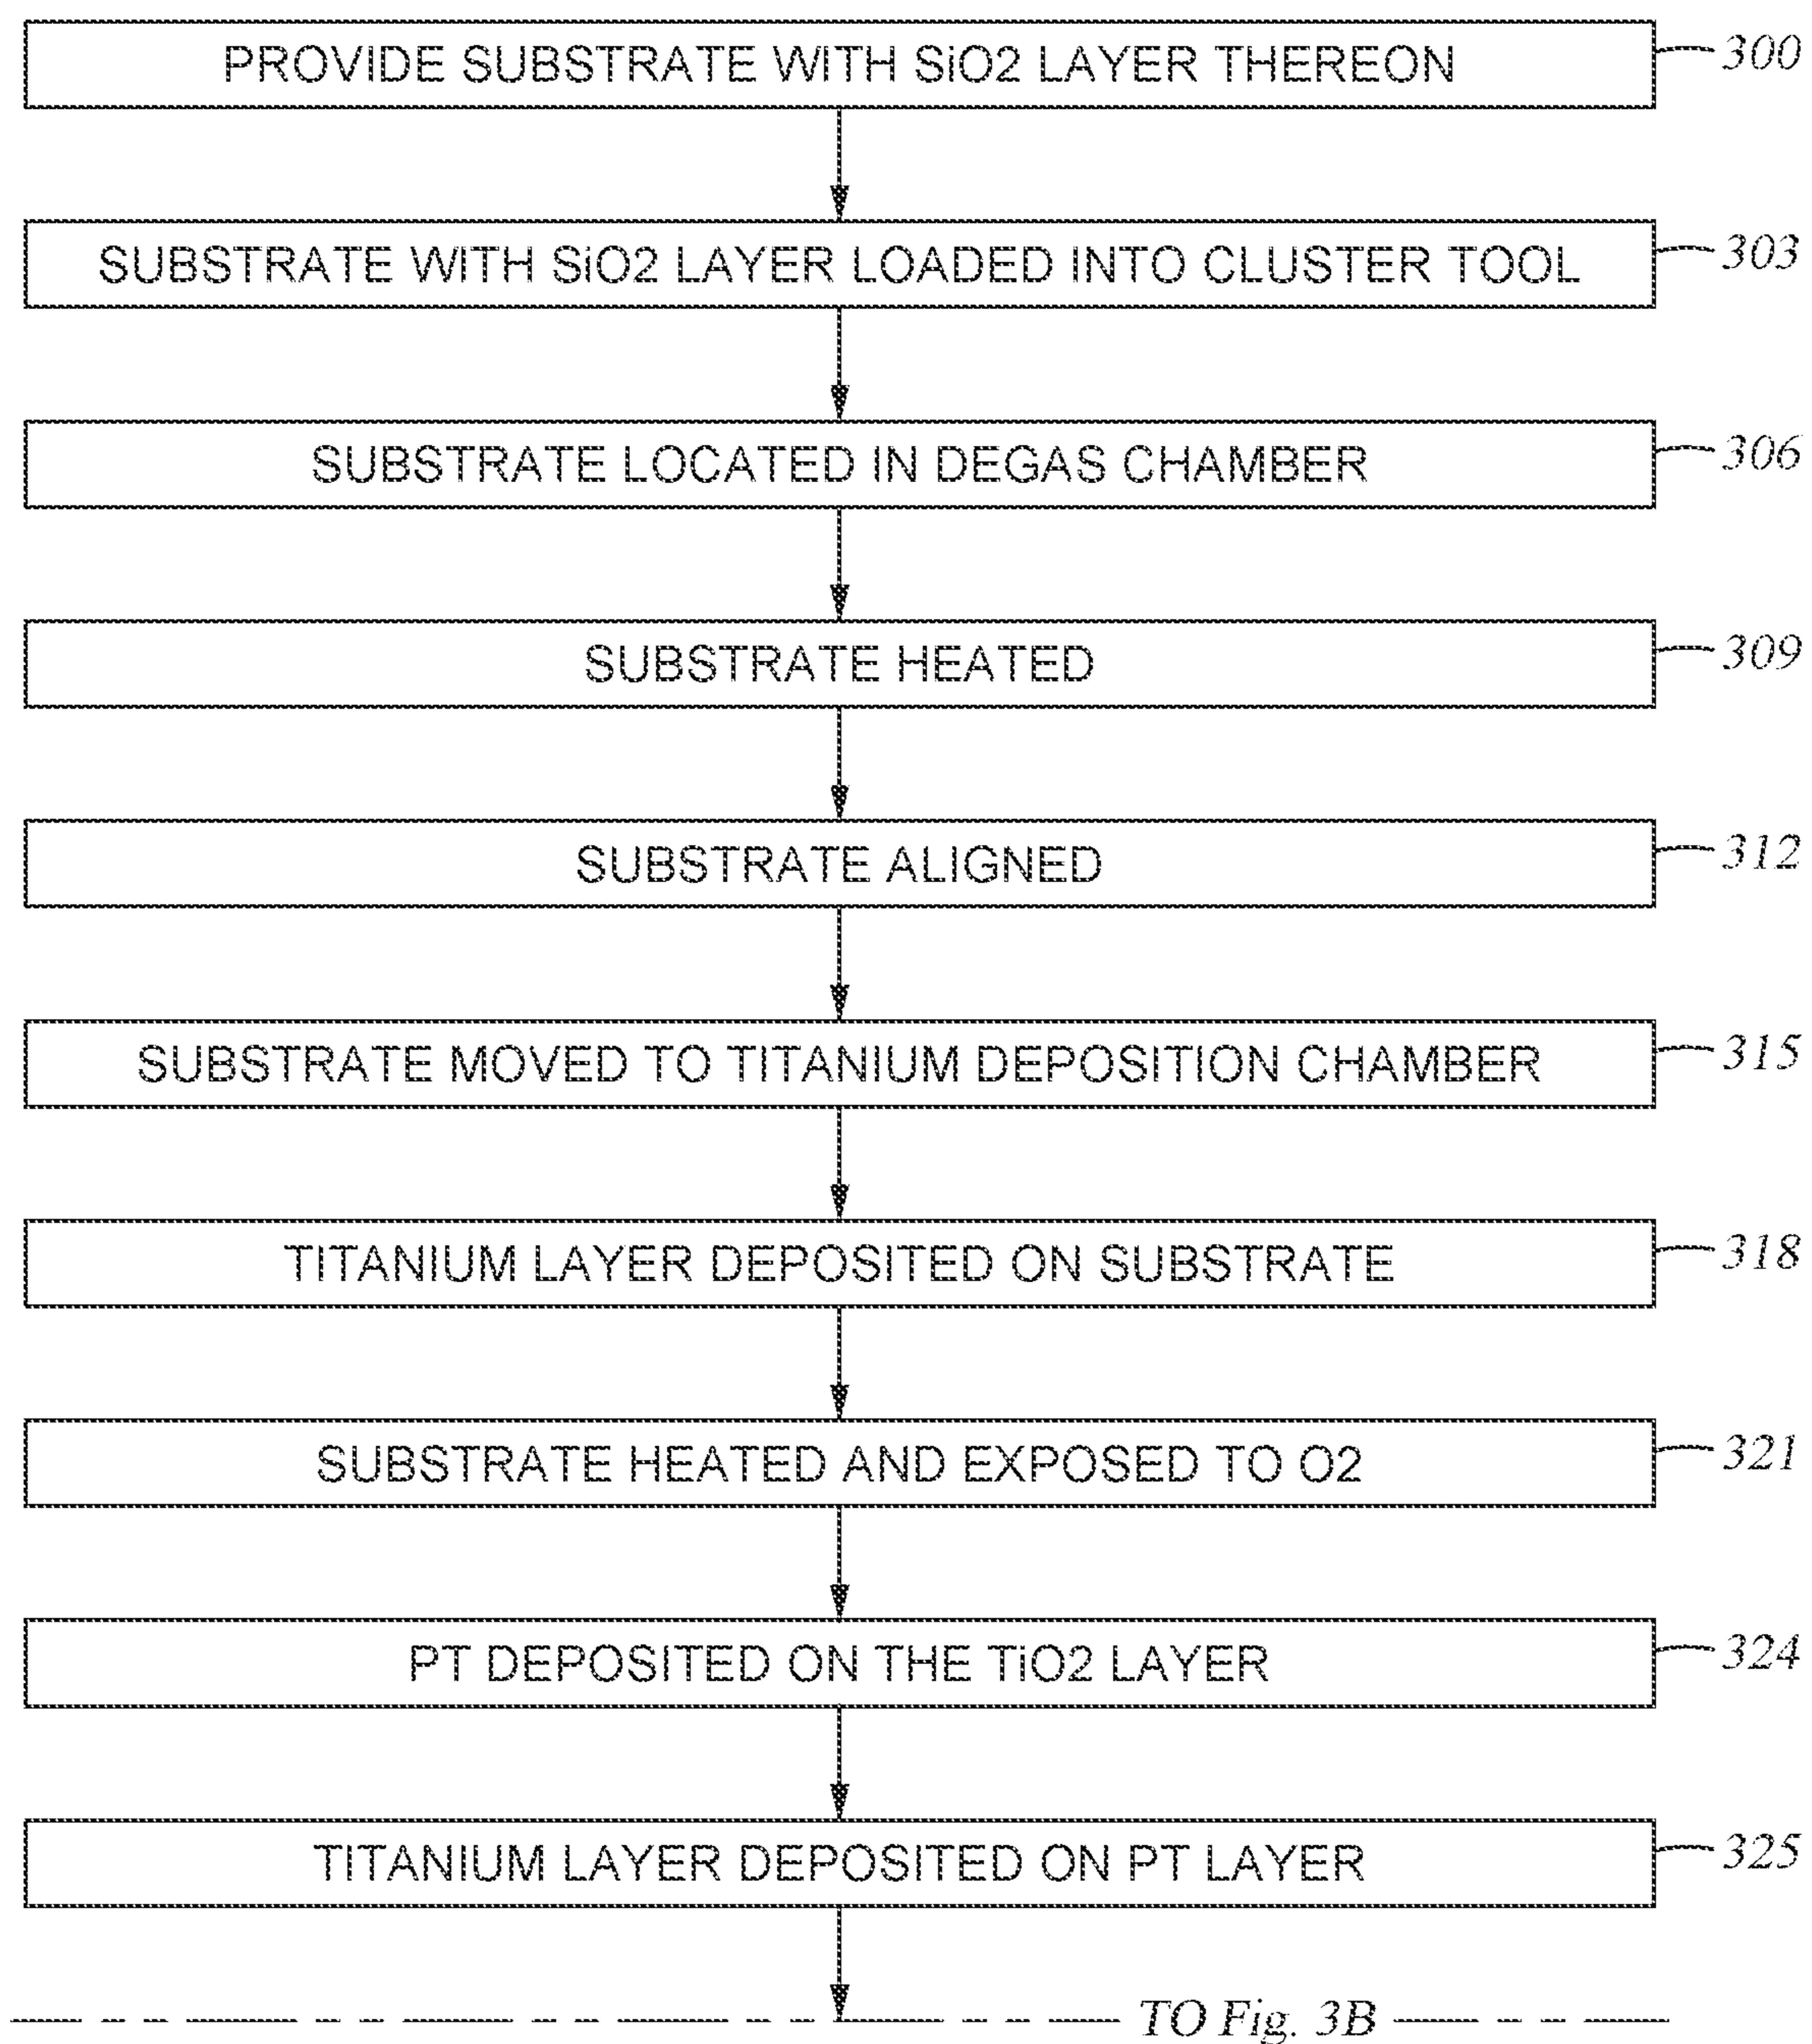 PROVIDE SUBSTRATE WITH SiO2 LAYER THEREON 300
SUBSTRATE WITH SiO2 LAYER LOADED INTO CLUSTER TOOL 303
SUBSTRATE LOCATED IN DEGAS CHAMBER 306
SUBSTRATE HEATED 309
SUBSTRATE ALIGNED 312
SUBSTRATE MOVED TO TITANIUM DEPOSITION CHAMBER 315
TITANIUM LAYER DEPOSITED ON SUBSTRATE 318
SUBSTRATE HEATED AND EXPOSED TO O2 321
PT DEPOSITED ON THE TiO2 LAYER 324
TITANIUM LAYER DEPOSITED ON PT LAYER 325
TO Fig. 3B